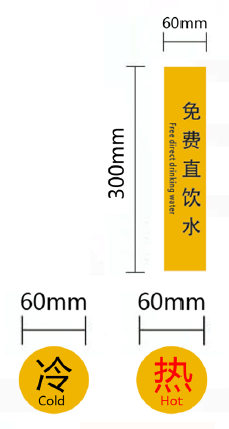 60mm
300mm
免费直饮水
Free direct drinking water
60mm
60mm
冷
Cold
热
Hot